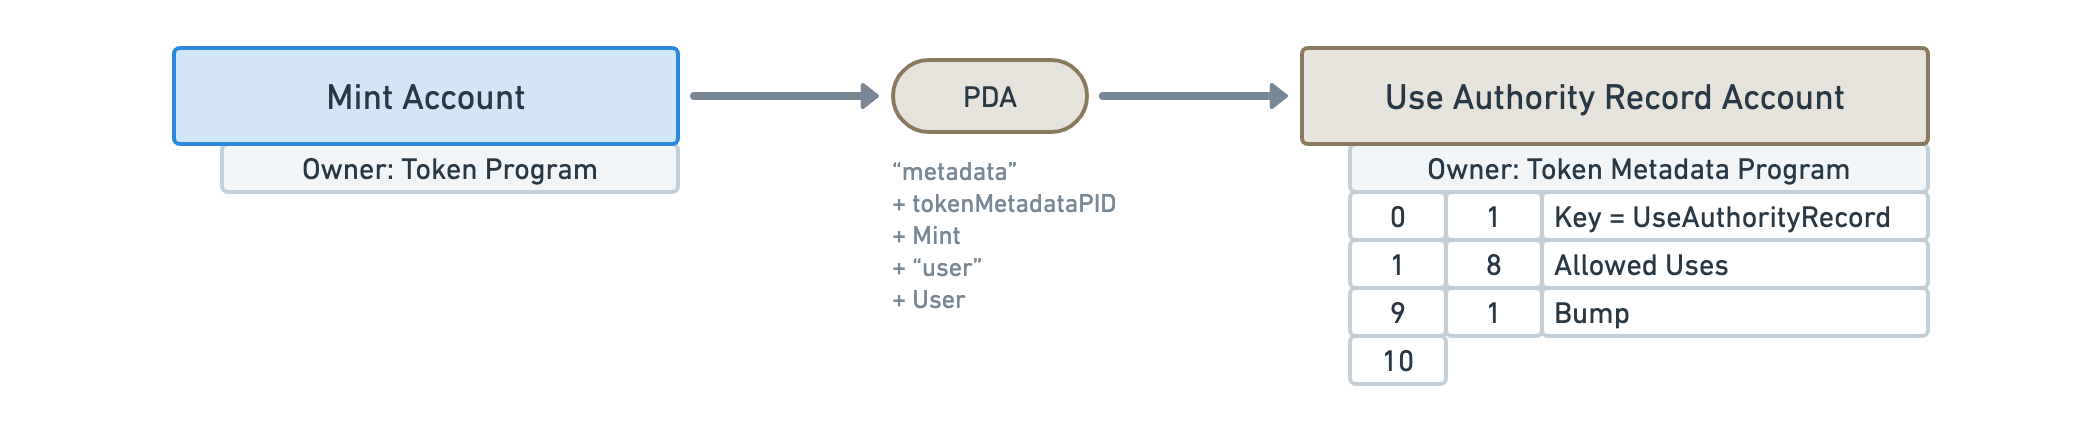 Mint Account
Owner: Token Program
PDA
“metadata”
+ tokenMetadataPID
+ Mint
+ “user”
+ User
Use Authority Record Account
Owner: Token Metadata Program
0 1 Key = UseAuthorityRecord
1 8 Allowed Uses
9 1 Bump
10